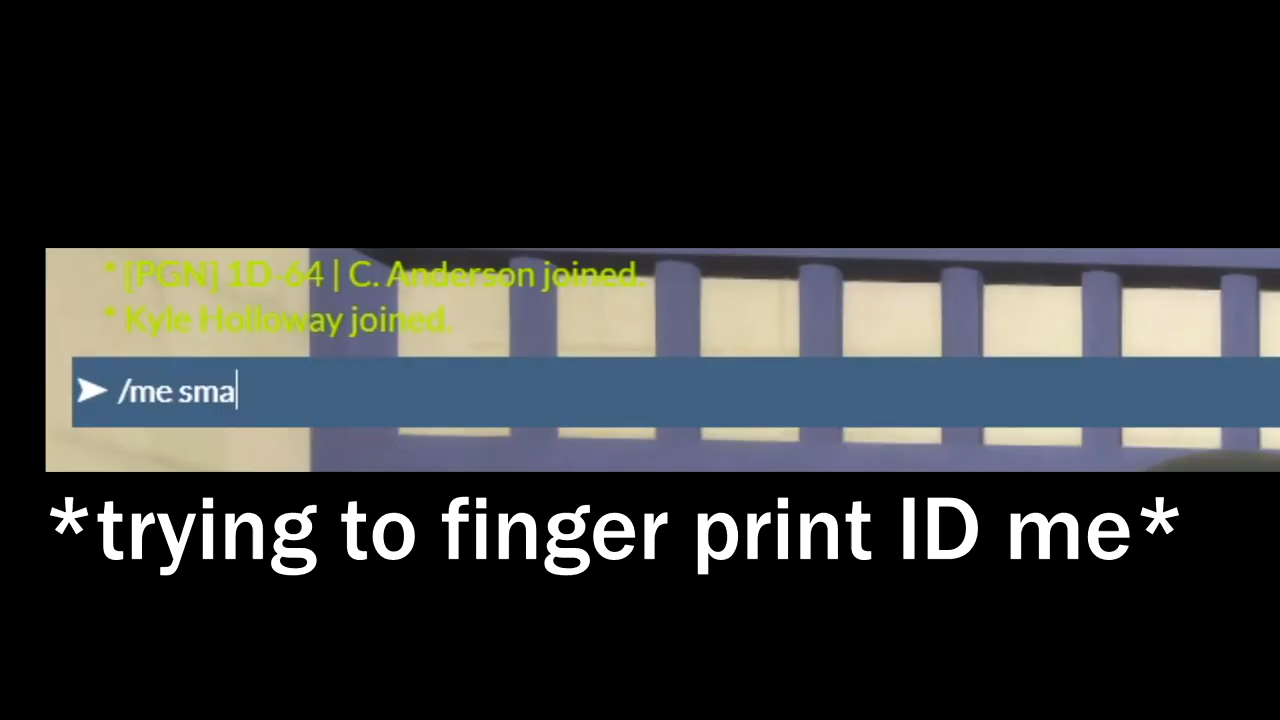 * [PGN] 1D-64 | C. Anderson joined.
* Kyle Holloway joined.
➤ /me sma
*trying to finger print ID me*